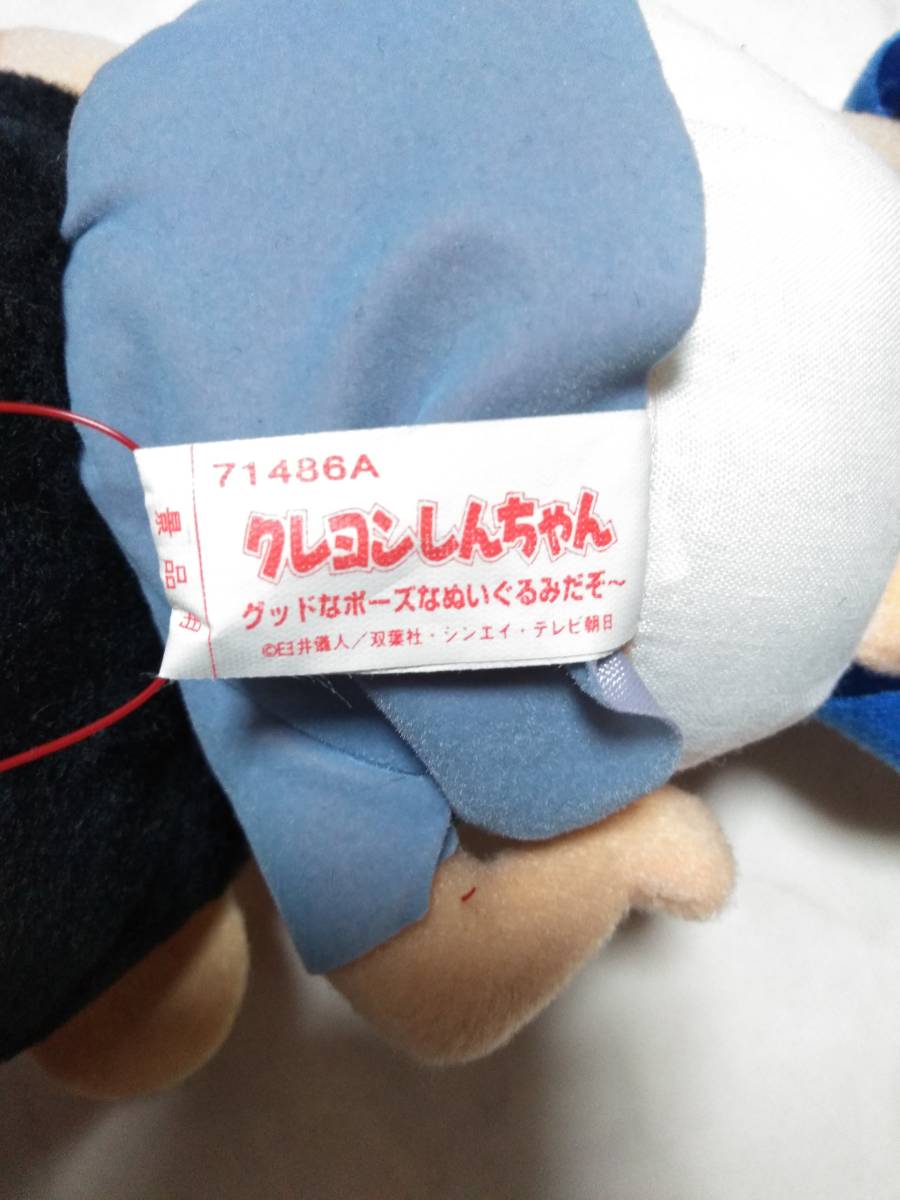 71486A
クレヨンしんちゃん
グッドなポーズなぬいぐるみだぞ～
©臼井儀人／双葉社・シンエイ・テレビ朝日
景品